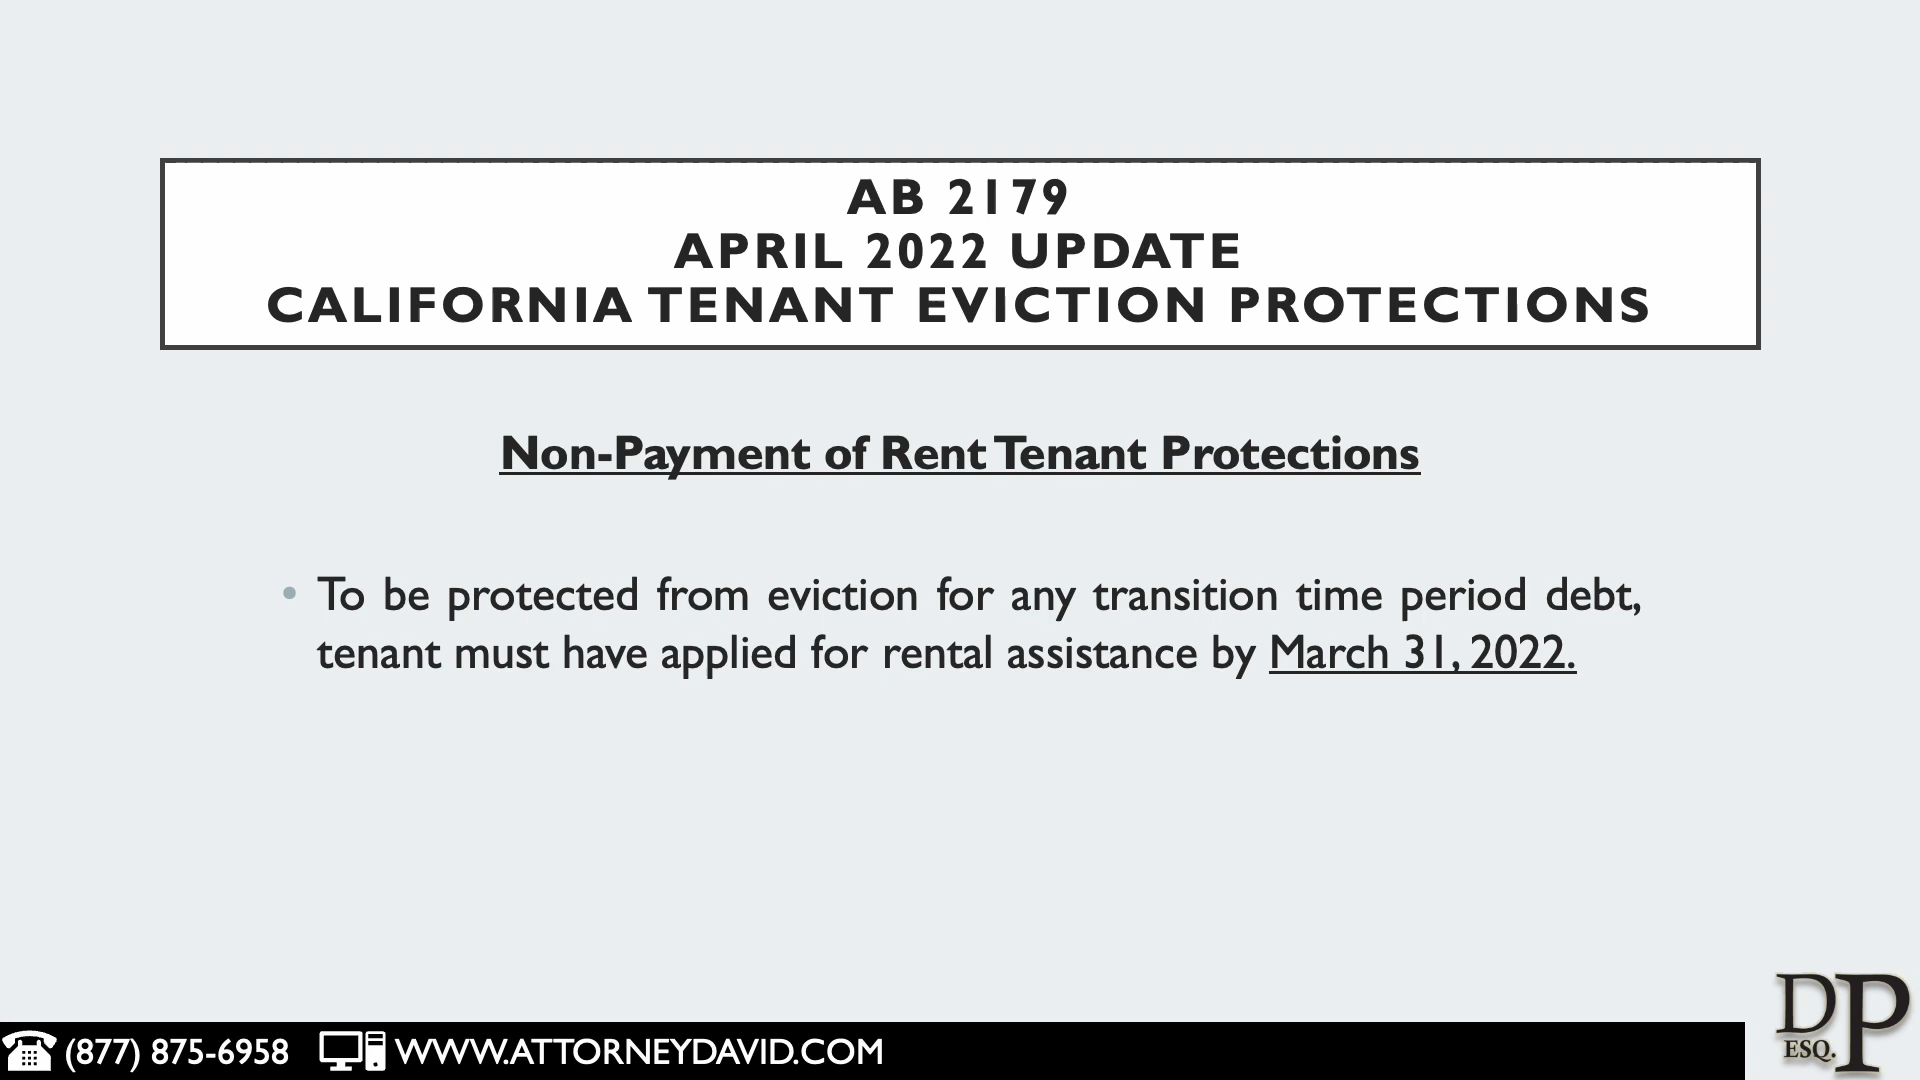 AB 2179
APRIL 2022 UPDATE
CALIFORNIA TENANT EVICTION PROTECTIONS
Non-Payment of Rent Tenant Protections
• To be protected from eviction for any transition time period debt,
tenant must have applied for rental assistance by March 31, 2022.
(877) 875-6958 WWW.ATTORNEYDAVID.COM
DP
ESQ.